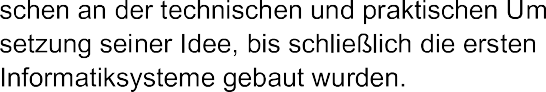 schen an der technischen und praktischen Um
setzung seiner Idee, bis schließlich die ersten
Informatiksysteme gebaut wurden.